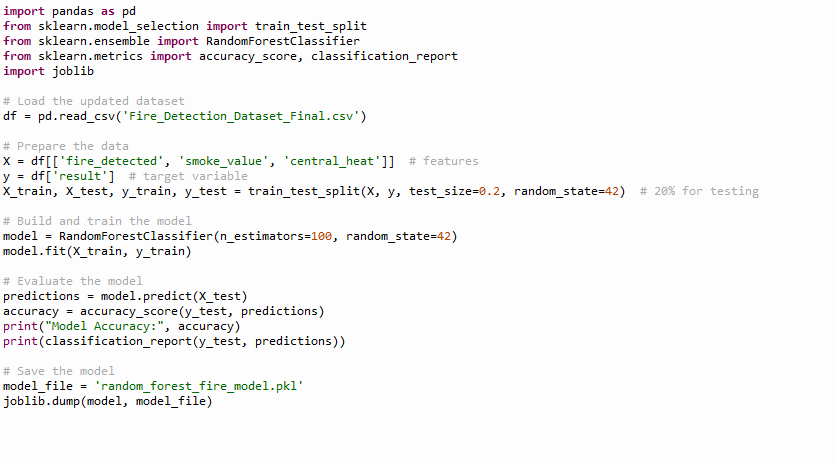 import pandas as pd
from sklearn.model_selection import train_test_split
from sklearn.ensemble import RandomForestClassifier
from sklearn.metrics import accuracy_score, classification_report
import joblib
# Load the updated dataset
df = pd.read_csv('Fire_Detection_Dataset_Final.csv')
# Prepare the data
X = df[['fire_detected', 'smoke_value', 'central_heat']]  # features
y = df['result']  # target variable
X_train, X_test, y_train, y_test = train_test_split(X, y, test_size=0.2, random_state=42)  # 20% for testing
# Build and train the model
model = RandomForestClassifier(n_estimators=100, random_state=42)
model.fit(X_train, y_train)
# Evaluate the model
predictions = model.predict(X_test)
accuracy = accuracy_score(y_test, predictions)
print("Model Accuracy:", accuracy)
print(classification_report(y_test, predictions))
# Save the model
model_file = 'random_forest_fire_model.pkl'
joblib.dump(model, model_file)